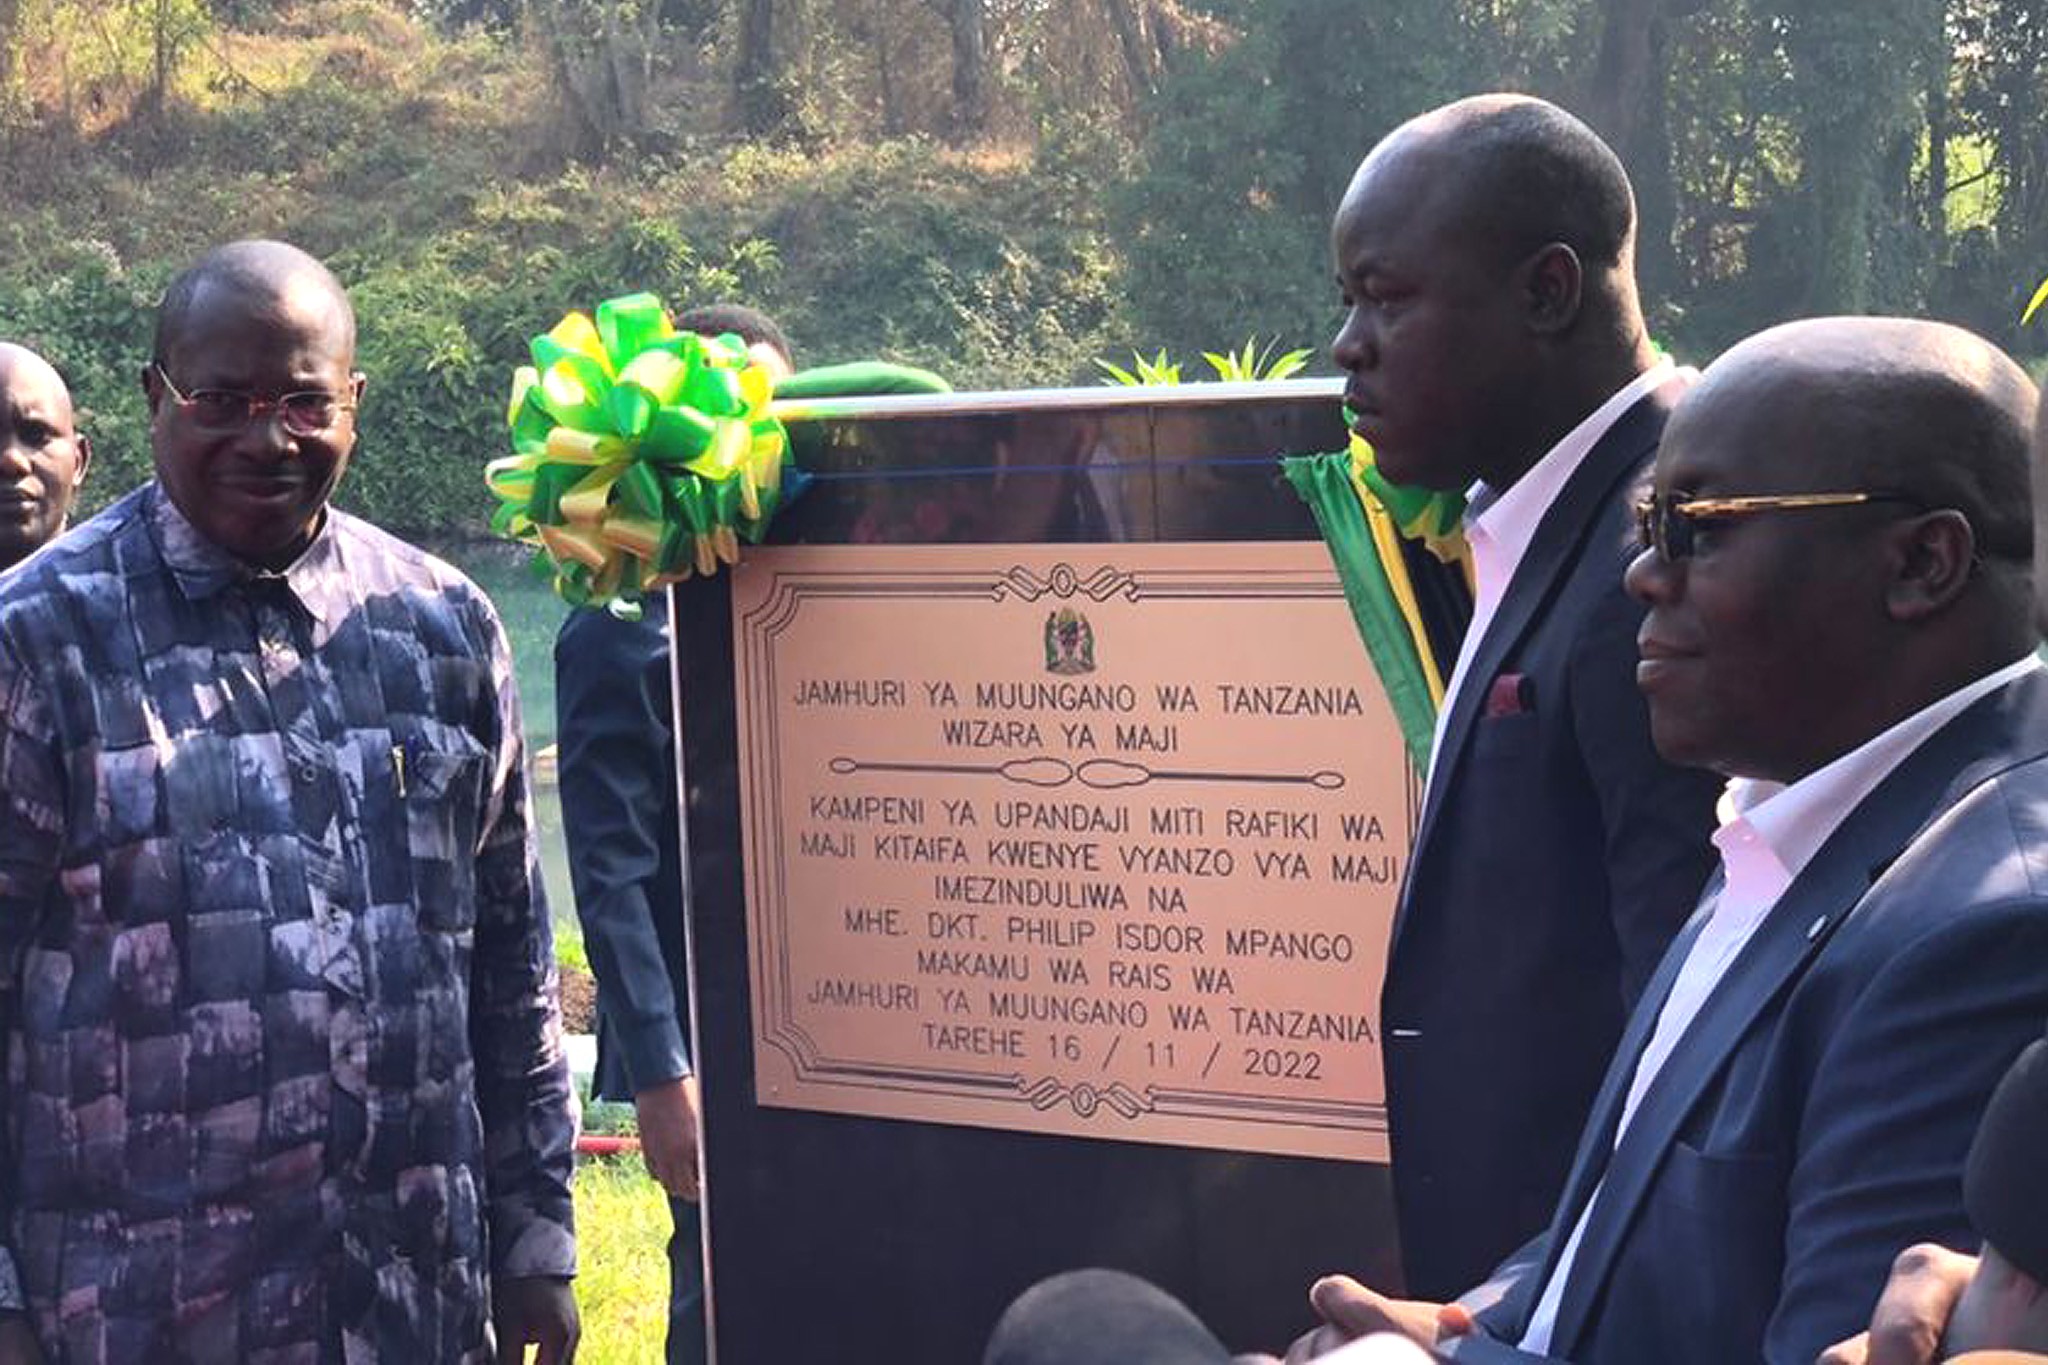 JAMHURI YA MUUNGANO WA TANZANIA
WIZARA YA MAJI
KAMPENI YA UPANDAJI MITI RAFIKI WA
MAJI KITAIFA KWENYE VYANZO VYA MAJI
IMEZINDULIWA NA
MHE. DKT. PHILIP ISDOR MPANGO
MAKAMU WA RAIS WA
JAMHURI YA MUUNGANO WA TANZANIA
TAREHE 16 / 11 / 2022